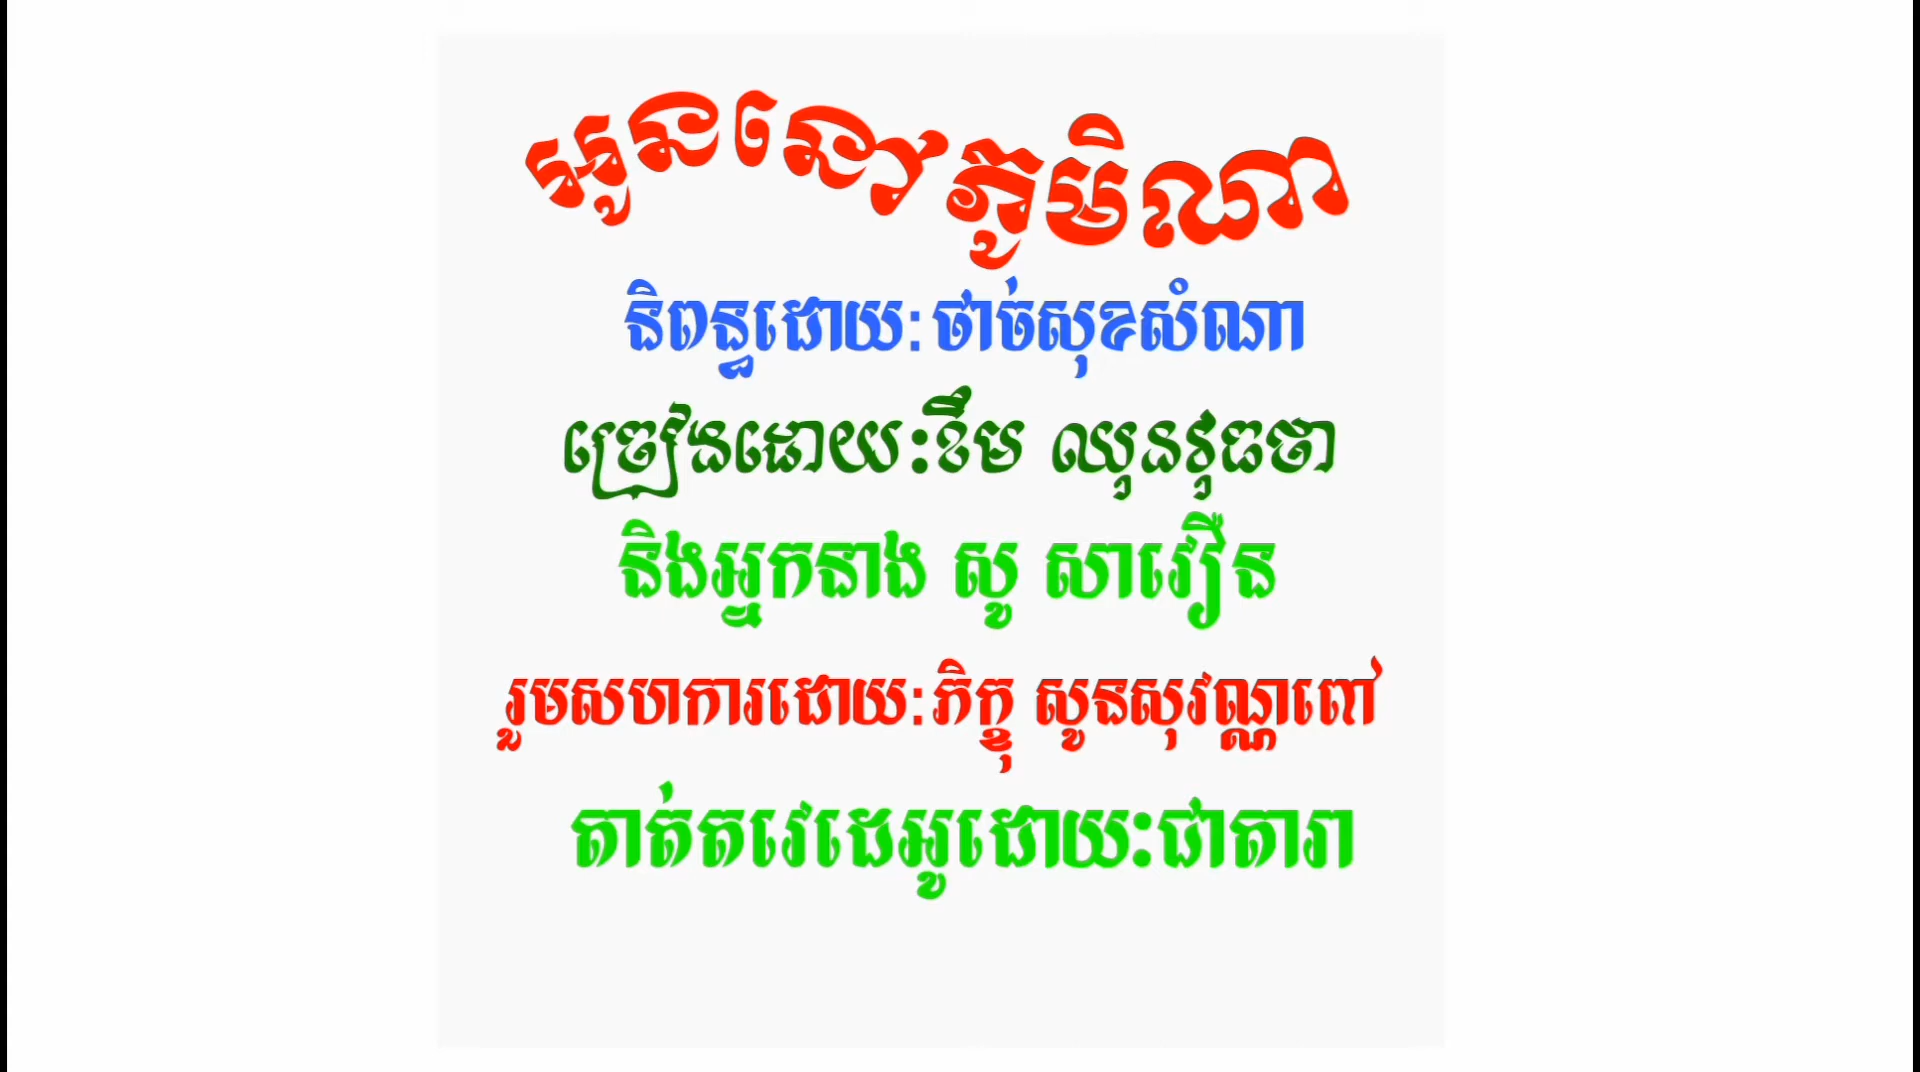 អូននៅភូមិណា
និពន្ធដោយ:ថាច់សុខសំណា
ច្រៀងដោយៈខឹម ឈុនវុធថា
និងអ្នកនាង សូ សាវឿន
រួមសហការដោយ:ភិក្ខុ សូនសុវណ្ណពៅ
តាត់តវេដេអូដោយៈជាតារា